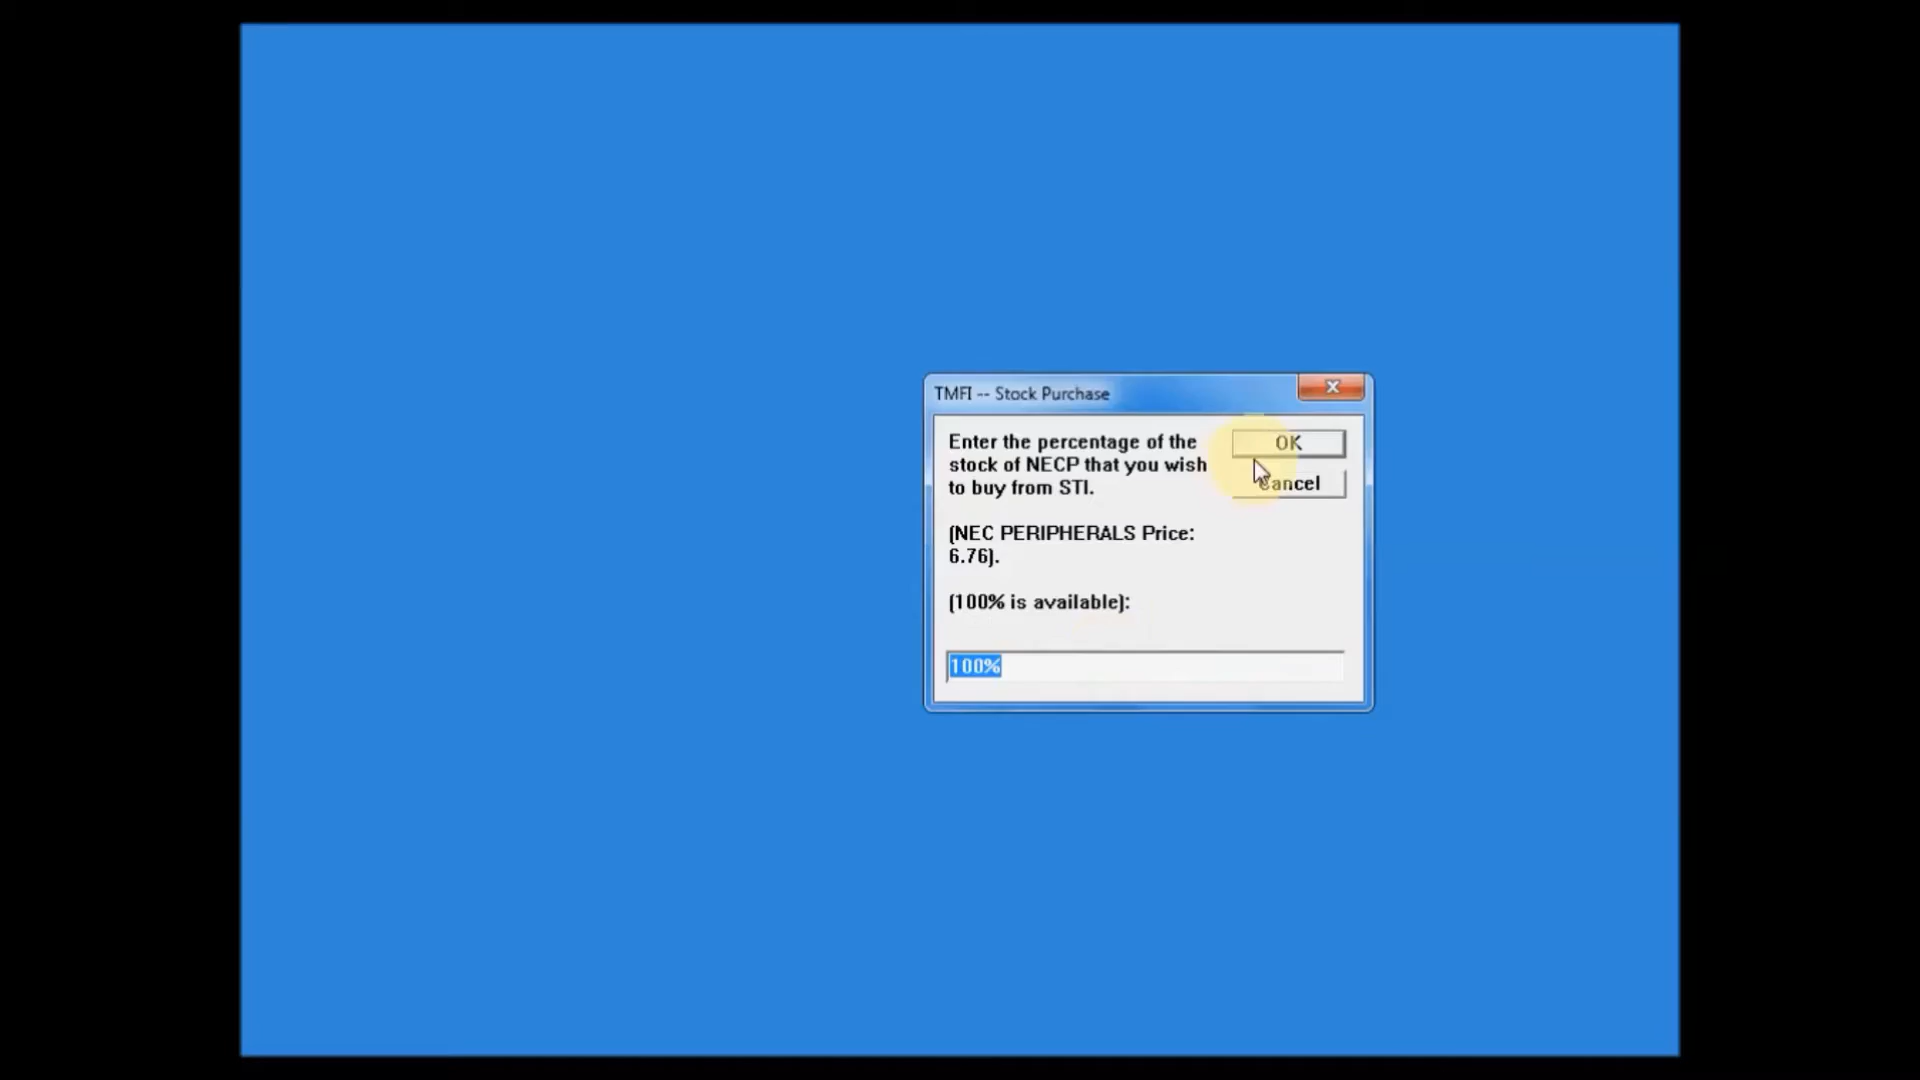 TMFI -- Stock Purchase
Enter the percentage of the
stock of NECP that you wish
to buy from STI.
OK
Cancel
(NEC PERIPHERALS Price:
6.76).
(100% is available):
100%